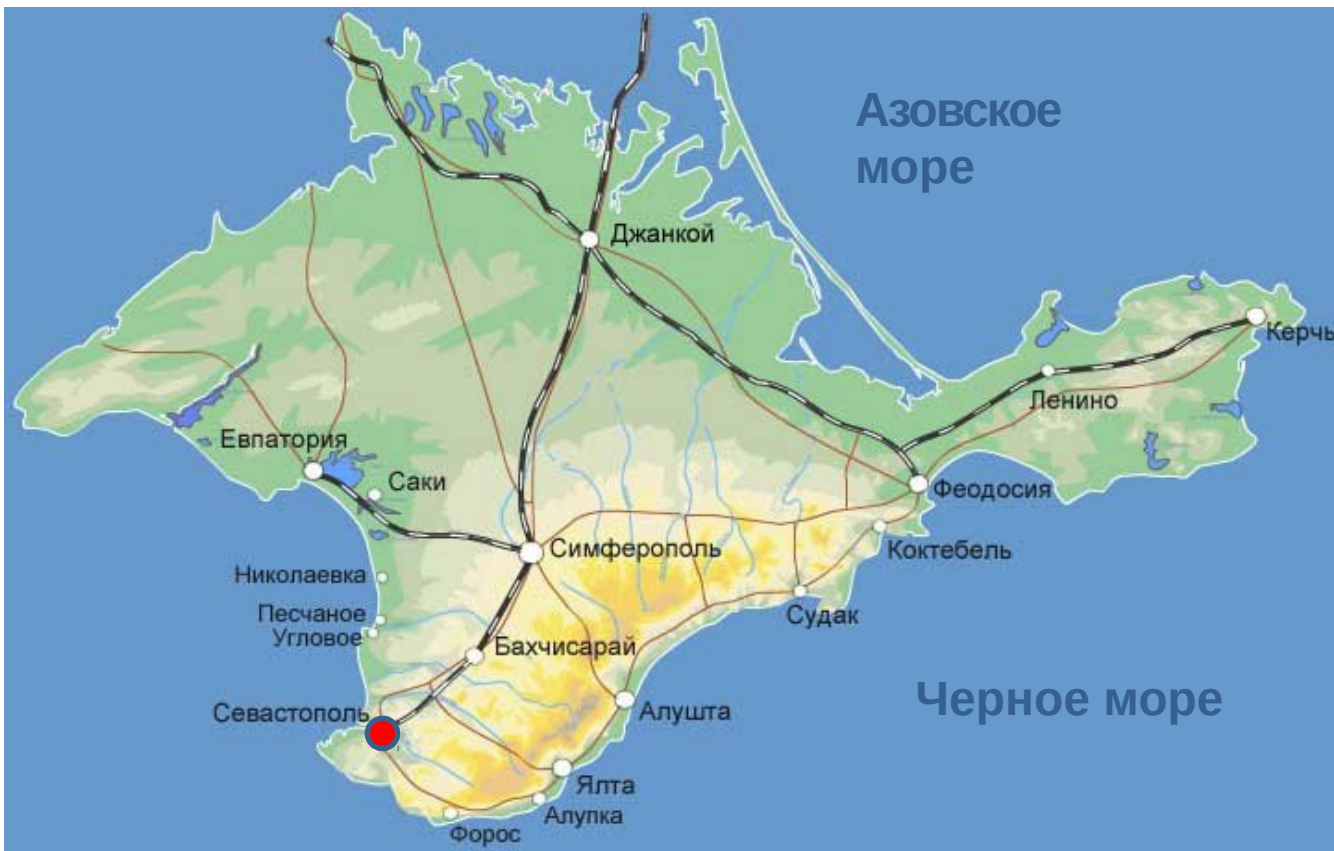 Азовское
море
Джанкой
Керчь
Ленино
Евпатория
Саки
Феодосия
Симферополь
Коктебель
Николаевка
Песчаное
Угловое
Судак
Бахчисарай
Севастополь
Алушта
Черное море
Ялта
Алупка
Форос